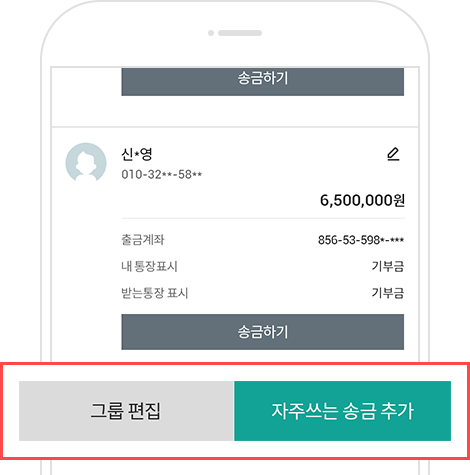 송금하기
신*영
010-32**-58**
6,500,000원
출금계좌 856-53-598*-***
내 통장표시 기부금
받는통장 표시 기부금
송금하기
그룹 편집 자주쓰는 송금 추가